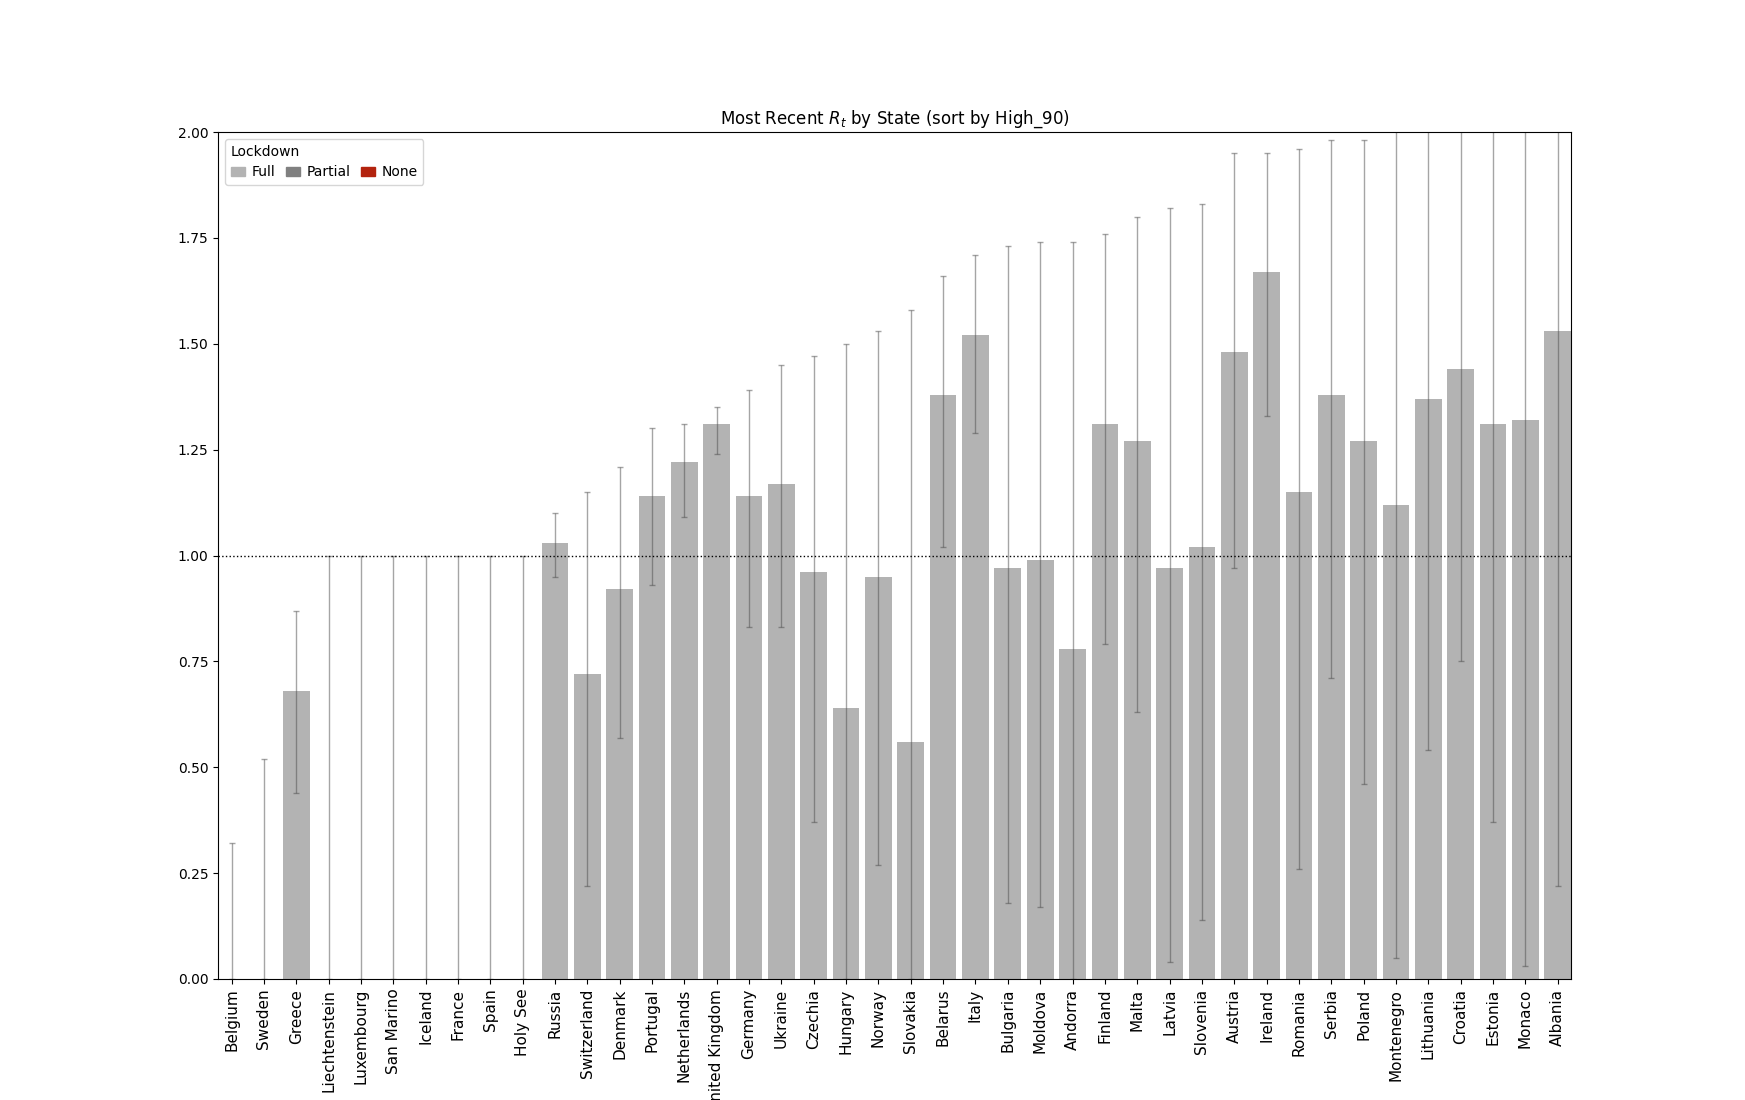 Most Recent R_t by State (sort by High_90)
Lockdown
Full Partial None
2.00
1.75
1.50
1.25
1.00
0.75
0.50
0.25
0.00
Belgium
Sweden
Greece
Liechtenstein
Luxembourg
San Marino
Iceland
France
Spain
Holy See
Russia
Switzerland
Denmark
Portugal
Netherlands
nited Kingdom
Germany
Ukraine
Czechia
Hungary
Norway
Slovakia
Belarus
Italy
Bulgaria
Moldova
Andorra
Finland
Malta
Latvia
Slovenia
Austria
Ireland
Romania
Serbia
Poland
Montenegro
Lithuania
Croatia
Estonia
Monaco
Albania